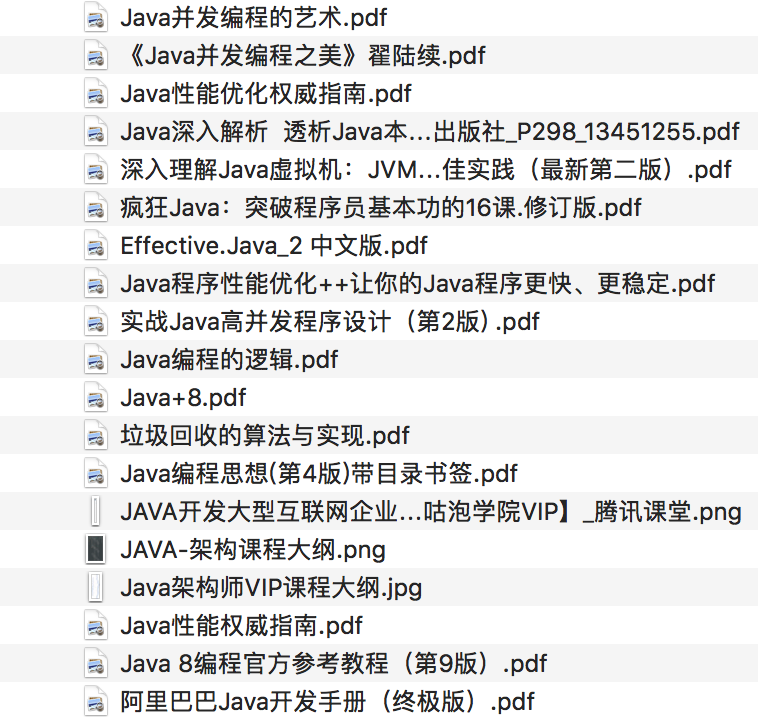 Java并发编程的艺术.pdf
《Java并发编程之美》翟陆续.pdf
Java性能优化权威指南.pdf
Java深入解析  透析Java本...出版社_P298_13451255.pdf
深入理解Java虚拟机：JVM...佳实践（最新第二版）.pdf
疯狂Java：突破程序员基本功的16课.修订版.pdf
Effective.Java_2 中文版.pdf
Java程序性能优化++让你的Java程序更快、更稳定.pdf
实战Java高并发程序设计（第2版）.pdf
Java编程的逻辑.pdf
Java+8.pdf
垃圾回收的算法与实现.pdf
Java编程思想(第4版)带目录书签.pdf
JAVA开发大型互联网企业...咕泡学院VIP】_腾讯课堂.png
JAVA-架构课程大纲.png
Java架构师VIP课程大纲.jpg
Java性能权威指南.pdf
Java 8编程官方参考教程（第9版）.pdf
阿里巴巴Java开发手册（终极版）.pdf